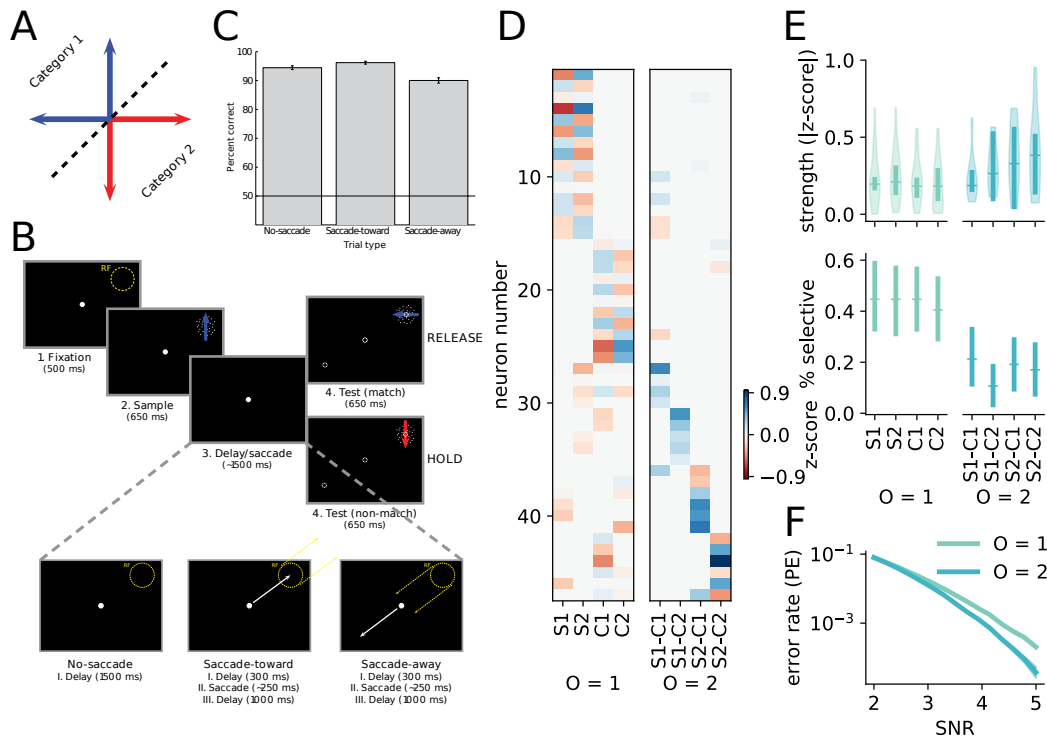 A
Category 1
Category 2
B
RF
1. Fixation
(500 ms)
2. Sample
(650 ms)
3. Delay/saccade
(~1500 ms)
4. Test (match)
(650 ms)
RELEASE
4. Test (non-match)
(650 ms)
HOLD
RF
No-saccade
I. Delay (1500 ms)
RF
Saccade-toward
I. Delay (300 ms)
II. Saccade (~250 ms)
III. Delay (1000 ms)
RF
Saccade-away
I. Delay (300 ms)
II. Saccade (~250 ms)
III. Delay (1000 ms)
C
Percent correct
100
90
80
70
60
50
40
No-saccade
Saccade-toward
Saccade-away
Trial type
D
neuron number
10
20
30
40
S1
S2
C1
C2
O = 1
S1-C1
S1-C2
S2-C1
S2-C2
O = 2
0.9
0.0
−0.9
z-score
E
strength (|z-score|)
1.0
0.5
0.0
% selective
0.6
0.4
0.2
0.0
S1
S2
C1
C2
O = 1
S1-C1
S1-C2
S2-C1
S2-C2
O = 2
F
error rate (PE)
10−1
10−3
O = 1
O = 2
2
3
4
5
SNR